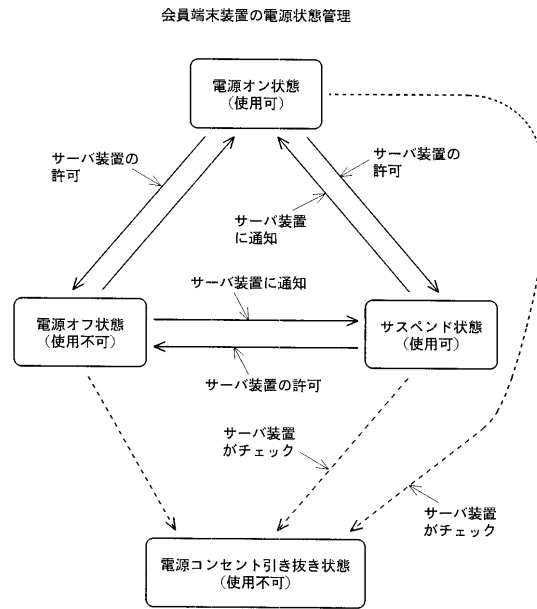 会員端末装置の電源状態管理
電源オン状態
（使用可）
サーバ装置の
許可
サーバ装置の
許可
サーバ装置
に通知
サーバ装置に通知
電源オフ状態
（使用不可）
サスペンド状態
（使用可）
サーバ装置の許可
サーバ装置
がチェック
サーバ装置
がチェック
電源コンセント引き抜き状態
（使用不可）